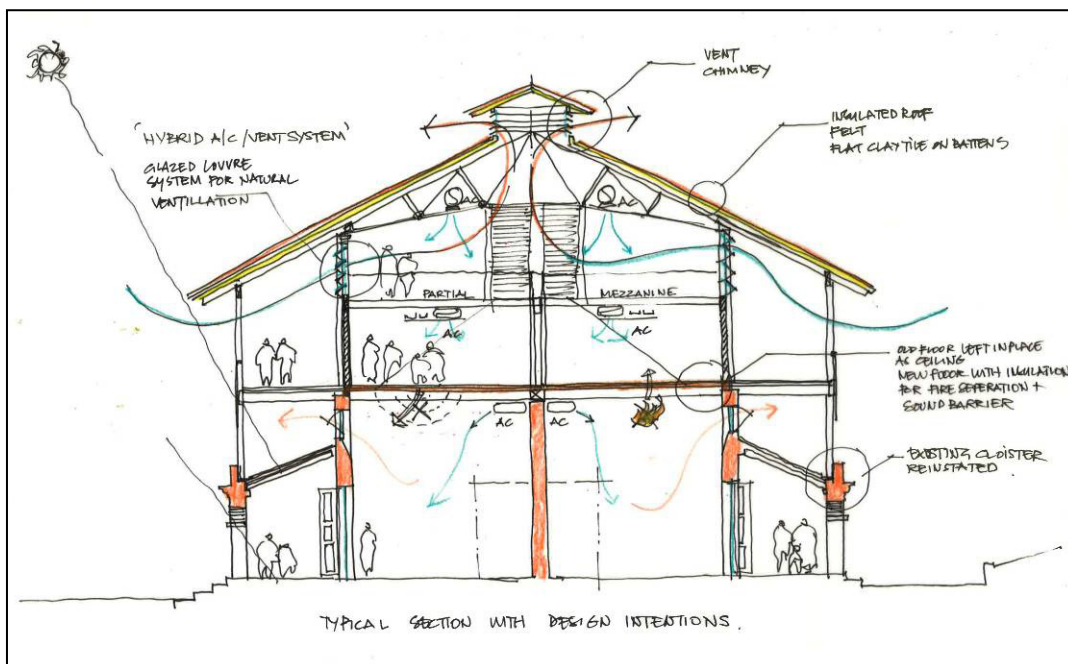 VENT
CHIMNEY
'HYBRID A/C/VENT SYSTEM'
GLAZED LOUVRE
SYSTEM FOR NATURAL
VENTILLATION
INSULATED ROOF
FELT
FLAT CLAY TILE ON BATTENS
AC
AC
PARTIAL
MEZZANINE
AC
AC
OLD FLOOR LEFT IN PLACE
AS CEILING
NEW FLOOR WITH INSULATION
FOR FIRE SEPERATION +
SOUND BARRIER
AC
AC
EXISTING CLOISTER
REINSTATED
TYPICAL SECTION WITH DESIGN INTENTIONS.